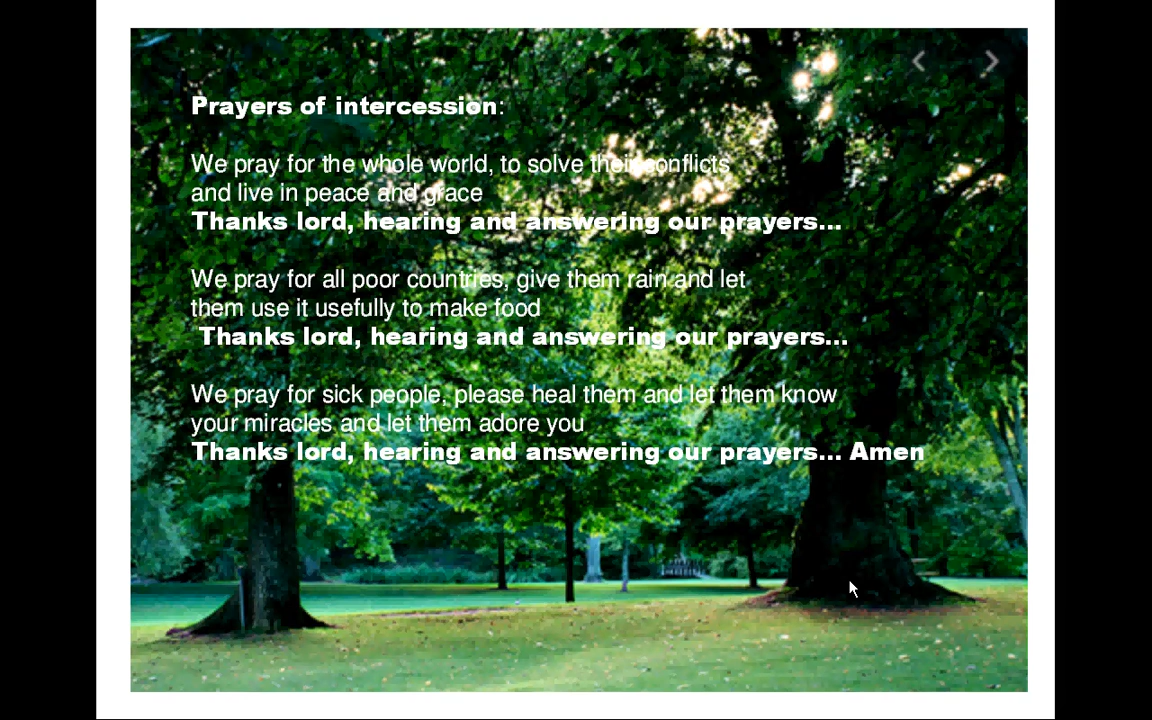 Prayers of intercession:
We pray for the whole world, to solve their conflicts
and live in peace and grace
Thanks lord, hearing and answering our prayers...
We pray for all poor countries, give them rain and let
them use it usefully to make food
Thanks lord, hearing and answering our prayers...
We pray for sick people, please heal them and let them know
your miracles and let them adore you
Thanks lord, hearing and answering our prayers... Amen